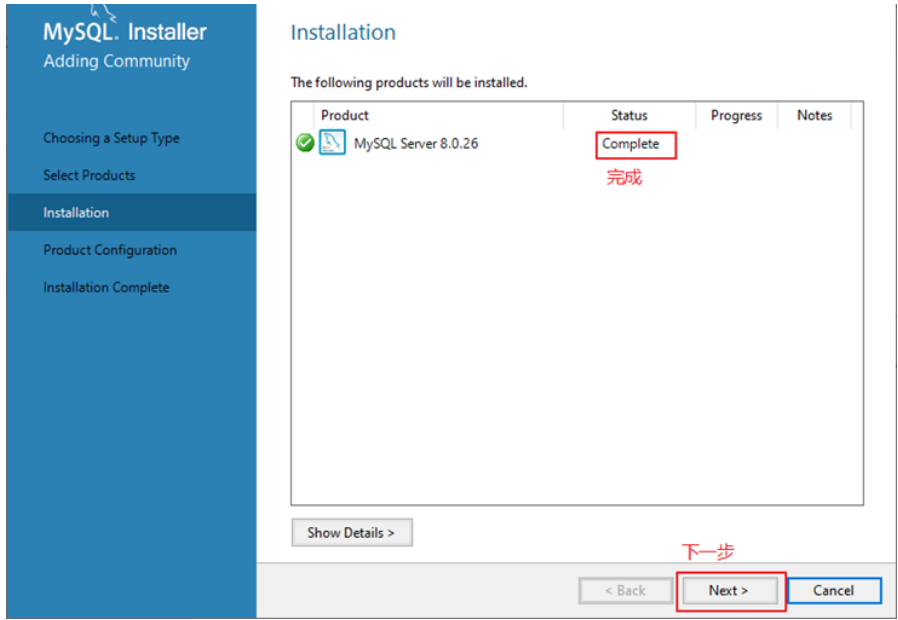 MySQL. Installer
Adding Community
Choosing a Setup Type
Select Products
Installation
Product Configuration
Installation Complete
Installation
The following products will be installed.
Product Status Progress Notes
MySQL Server 8.0.26 Complete
完成
Show Details >
下一步
< Back Next > Cancel